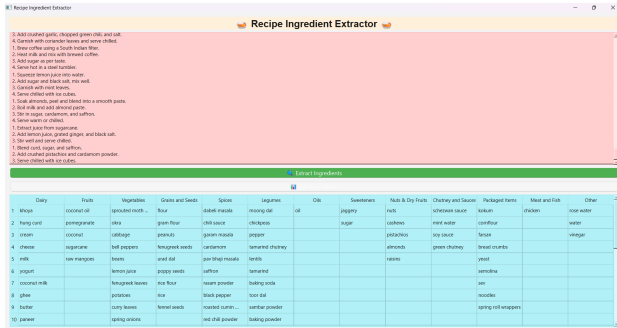 Recipe Ingredient Extractor
Recipe Ingredient Extractor
3. Add crushed garlic, chopped green chili, and salt.
4. Garnish with coriander leaves and serve chilled.
1. Brew coffee using a South Indian filter.
2. Heat milk and mix with brewed coffee.
3. Add sugar as per taste.
4. Serve hot in a steel tumbler.
1. Squeeze lemon juice into water.
2. Add sugar and black salt, mix well.
3. Garnish with mint leaves.
4. Serve chilled with ice cubes.
1. Soak almonds, peel and blend into a smooth paste.
2. Boil milk and add almond paste.
3. Stir in sugar, cardamom, and saffron.
4. Serve warm or chilled.
1. Extract juice from sugarcane.
2. Add lemon juice, grated ginger, and black salt.
3. Stir well and serve chilled.
1. Blend curd, sugar, and saffron.
2. Add crushed pistachios and cardamom powder.
3. Serve chilled with ice cubes.
Extract Ingredients
Dairy Fruits Vegetables Grains and Seeds Spices Legumes Oils Sweeteners Nuts & Dry Fruits Chutney and Sauces Packaged Items Meat and Fish Other
1 khoya coconut oil sprouted moth ... flour dabeli masala moong dal oil jaggery nuts schezwan sauce kokum chicken rose water
2 hung curd pomegranate okra gram flour chili sauce chickpeas sugar cashews mint water cornflour water
3 cream coconut cabbage peanuts garam masala pepper pistachios soy sauce farsan vinegar
4 cheese sugarcane bell peppers fenugreek seeds cardamom tamarind chutney almonds green chutney bread crumbs
5 milk raw mangoes beans urad dal pav bhaji masala lentils raisins yeast
6 yogurt lemon juice poppy seeds saffron tamarind semolina
7 coconut milk fenugreek leaves rice flour rasam powder baking soda sev
8 ghee potatoes rice black pepper toor dal noodles
9 butter curry leaves fennel seeds roasted cumin ... sambar powder spring roll wrappers
10 paneer spring onions red chili powder baking powder